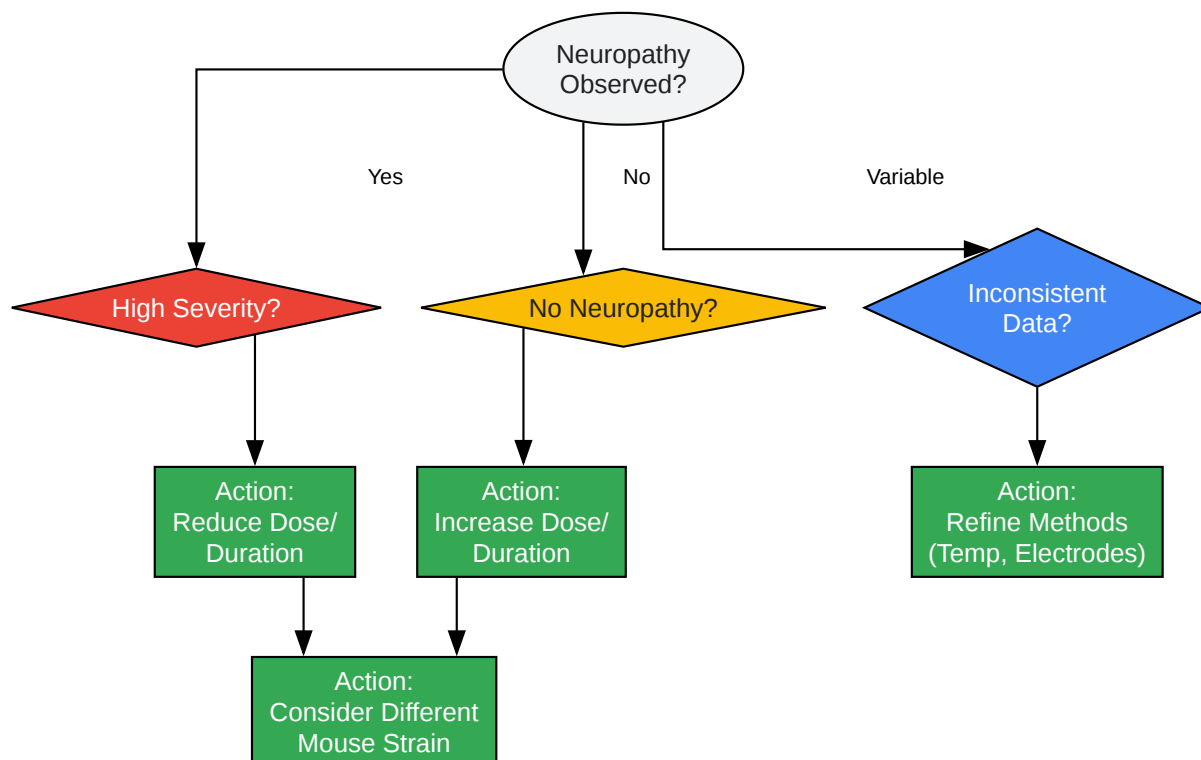 Neuropathy
Observed?
Yes
No
Variable
High Severity?
No Neuropathy?
Inconsistent
Data?
Action:
Reduce Dose/
Duration
Action:
Increase Dose/
Duration
Action:
Refine Methods
(Temp, Electrodes)
Action:
Consider Different
Mouse Strain